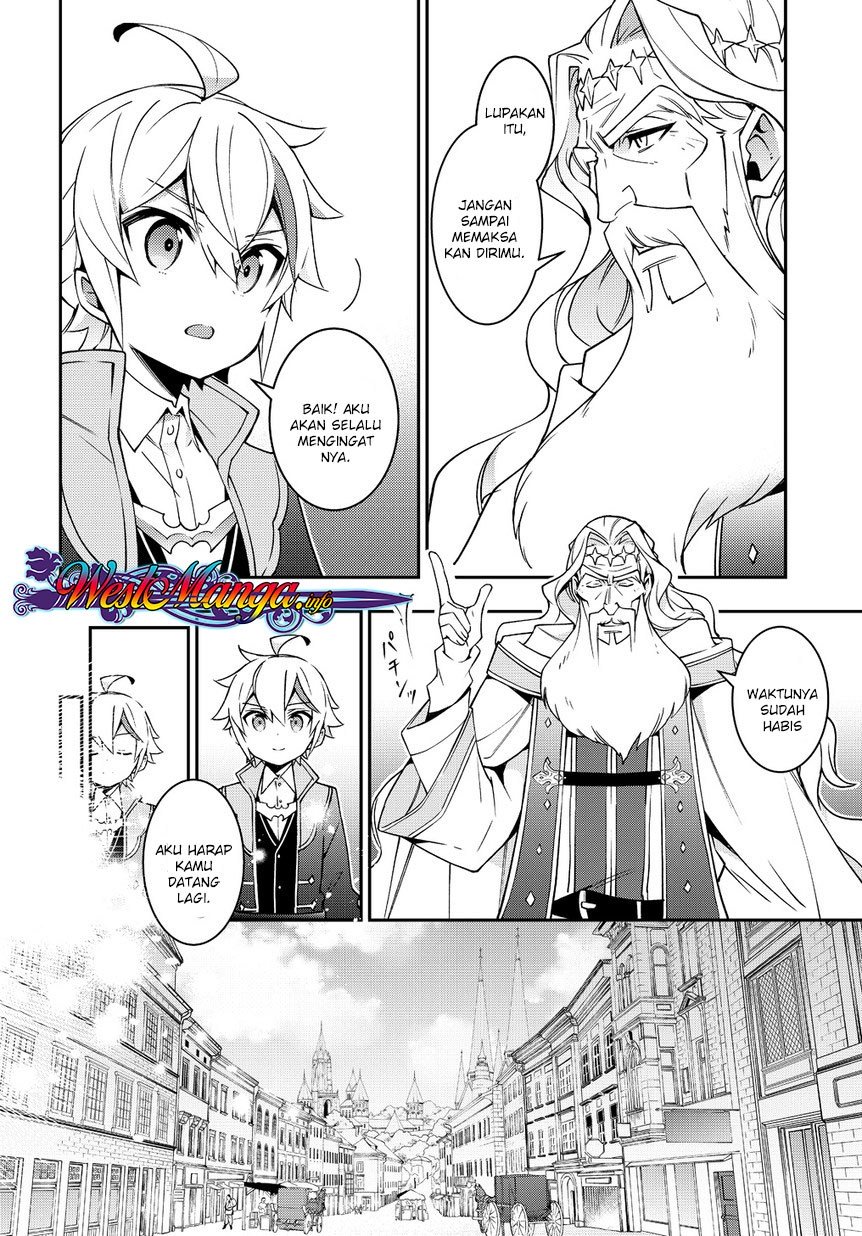 LUPAKAN
ITU,
JANGAN
SAMPAI
MEMAKSA
KAN DIRIMU.
BAIK! AKU
AKAN SELALU
MENGINGAT
NYA.
WestManga.info
パチンッ
WAKTUNYA
SUDAH
HABIS
AKU HARAP
KAMU
DATANG
LAGI.